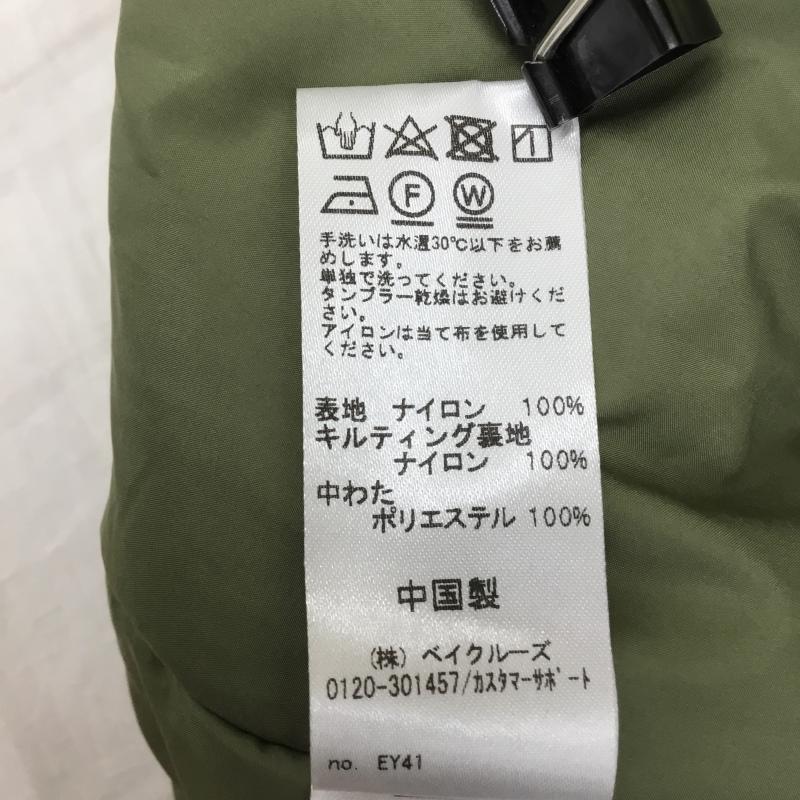 F W
手洗いは水温30℃以下をお薦
めします。
単独で洗ってください。
タンブラー乾燥はお避けくだ
さい。
アイロンは当て布を使用して
ください。
表地 ナイロン 100%
キルティング裏地
ナイロン 100%
中わた
ポリエステル 100%
中国製
(株) ベイクルーズ
0120-301457/ｶｽﾀﾏｰｻﾎﾟｰﾄ
no. EY41